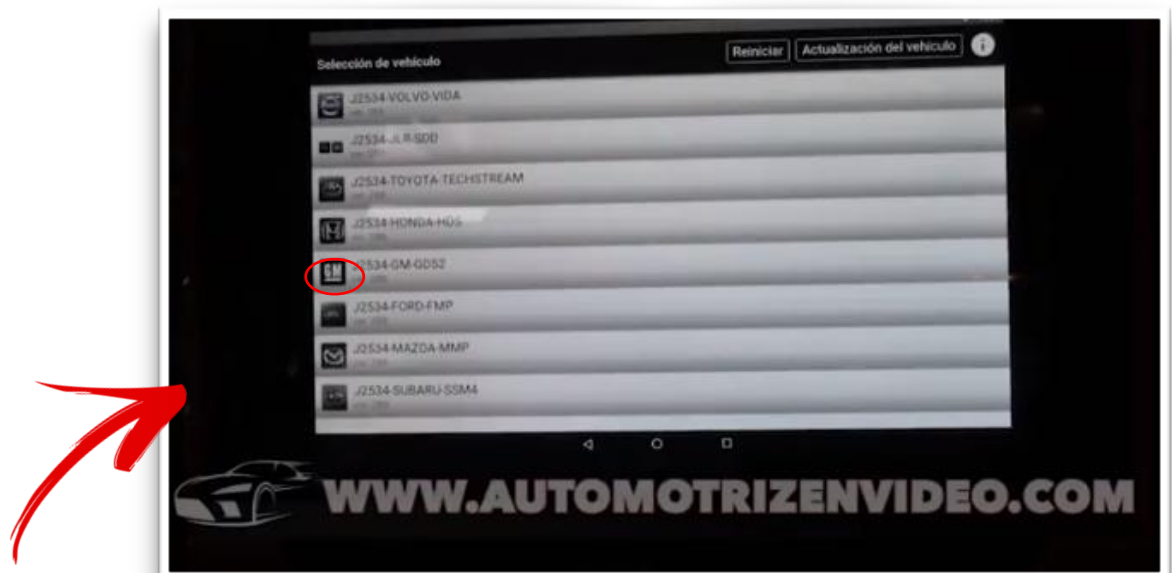 Selección de vehículo
Reiniciar
Actualización del vehículo
J2534-VOLVO-VIDA
J2534-JLR-SDD
J2534-TOYOTA-TECHSTREAM
J2534-HONDA-HDS
GM
J2534-GM-GDS2
J2534-FORD-FMP
J2534-MAZDA-MMP
J2534-SUBARU-SSM4
WWW.AUTOMOTRIZENVIDEO.COM